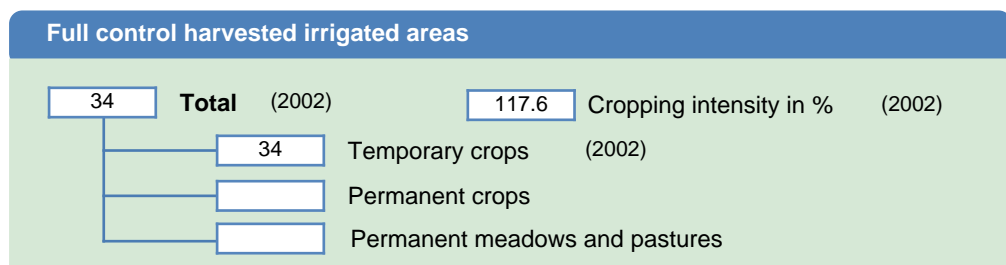 Full control harvested irrigated areas
34 Total (2002) 117.6 Cropping intensity in % (2002)
34 Temporary crops (2002)
Permanent crops
Permanent meadows and pastures